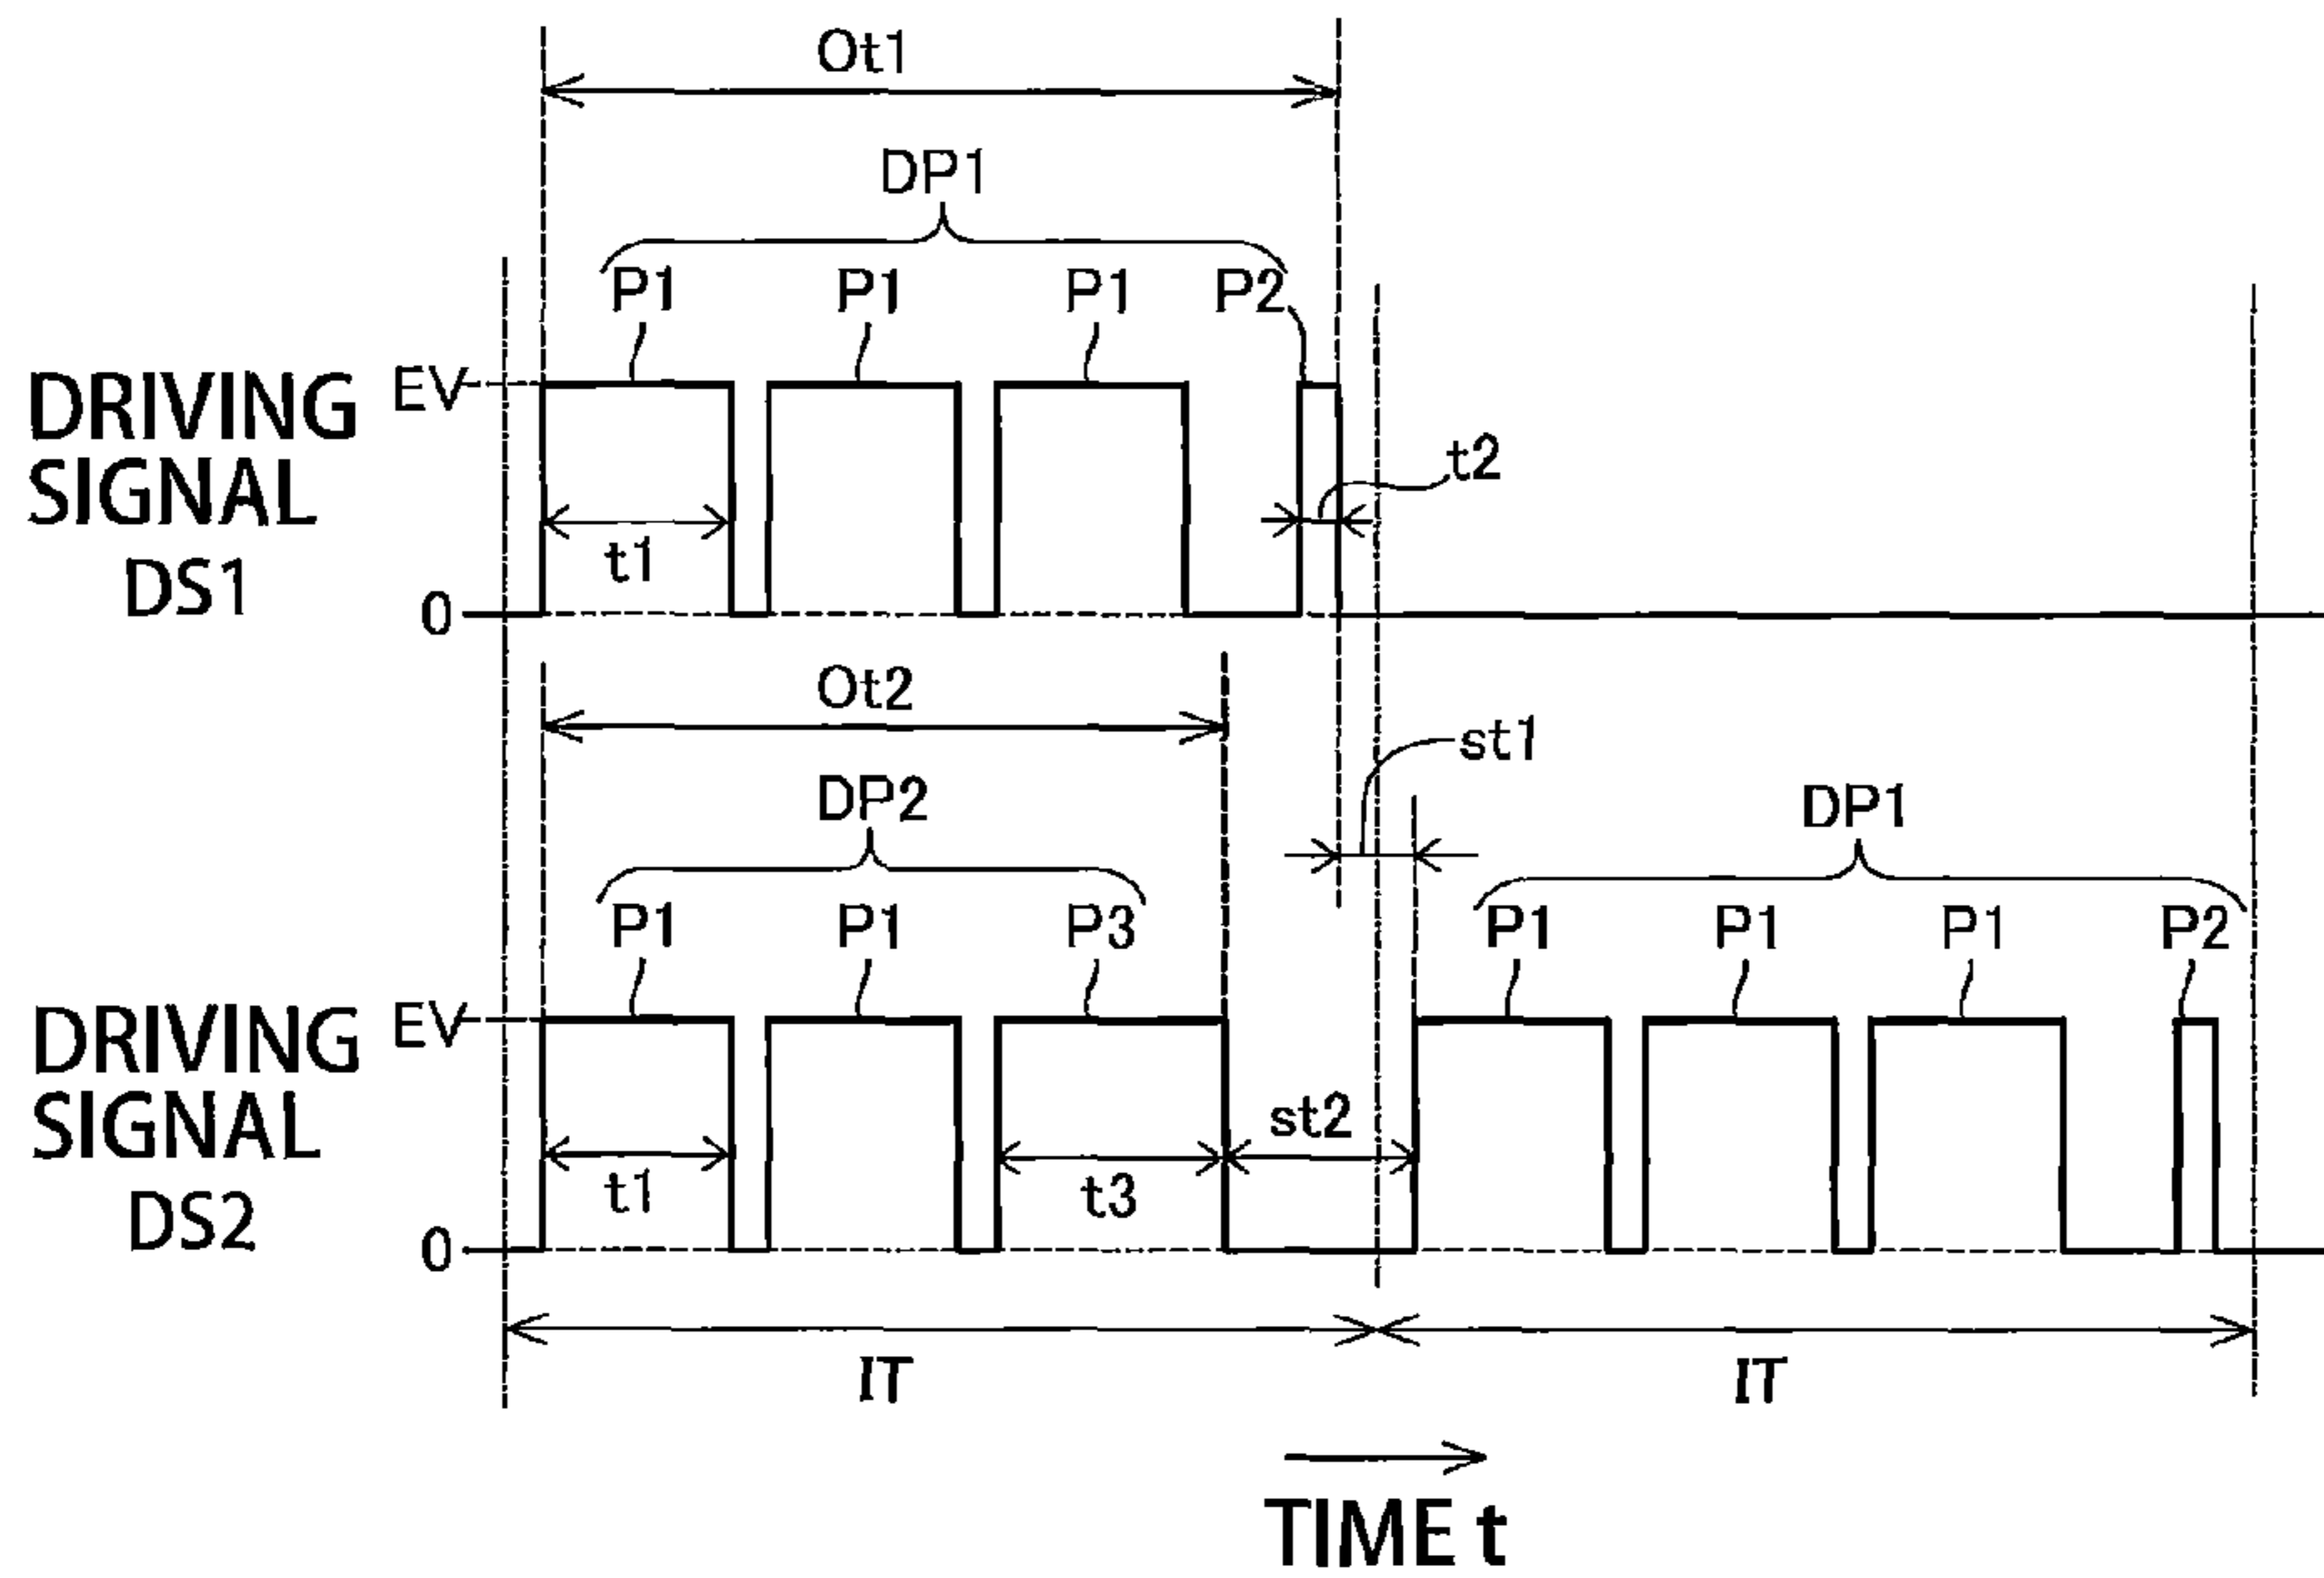 Ot1
DP1
P1 P1 P1 P2
DRIVING
SIGNAL
DS1
EV
t2
t1
0
Ot2
st1
DP2
DP1
P1 P1 P3 P1 P1 P1 P2
DRIVING
SIGNAL
DS2
EV
st2
t1 t3
0
IT IT
TIME t